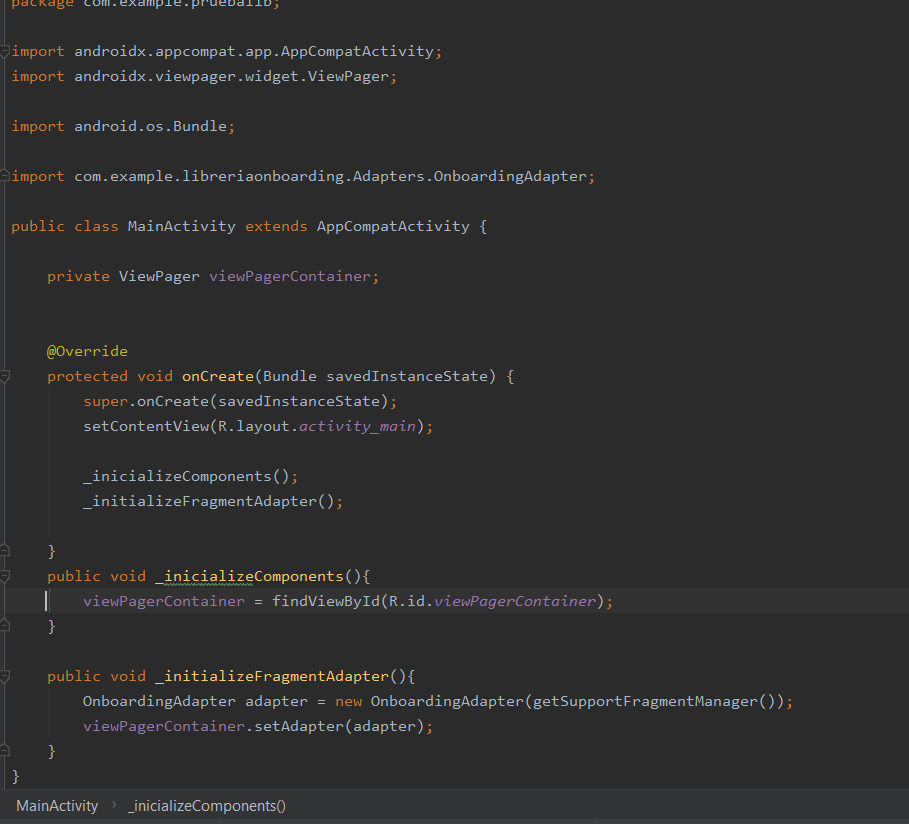 package com.example.pruebalib;
import androidx.appcompat.app.AppCompatActivity;
import androidx.viewpager.widget.ViewPager;
import android.os.Bundle;
import com.example.libreriaonboarding.Adapters.OnboardingAdapter;
public class MainActivity extends AppCompatActivity {
private ViewPager viewPagerContainer;
@Override
protected void onCreate(Bundle savedInstanceState) {
super.onCreate(savedInstanceState);
setContentView(R.layout.activity_main);
_inicializeComponents();
_initializeFragmentAdapter();
}
public void _inicializeComponents(){
viewPagerContainer = findViewById(R.id.viewPagerContainer);
}
public void _initializeFragmentAdapter(){
OnboardingAdapter adapter = new OnboardingAdapter(getSupportFragmentManager());
viewPagerContainer.setAdapter(adapter);
}
}
MainActivity › _inicializeComponents()